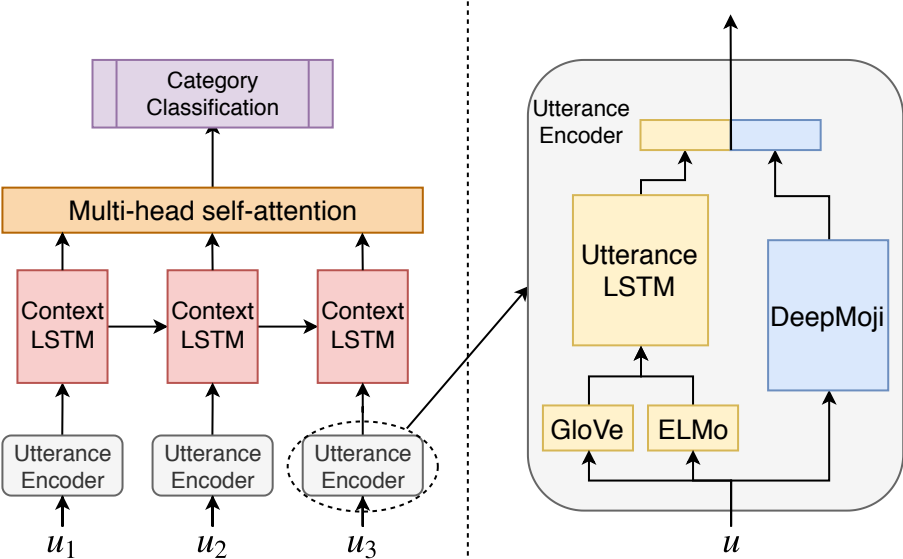 Category
Classification
Multi-head self-attention
Context
LSTM
Context
LSTM
Context
LSTM
Utterance
Encoder
Utterance
Encoder
Utterance
Encoder
u1
u2
u3
Utterance
Encoder
Utterance
LSTM
DeepMoji
GloVe
ELMo
u